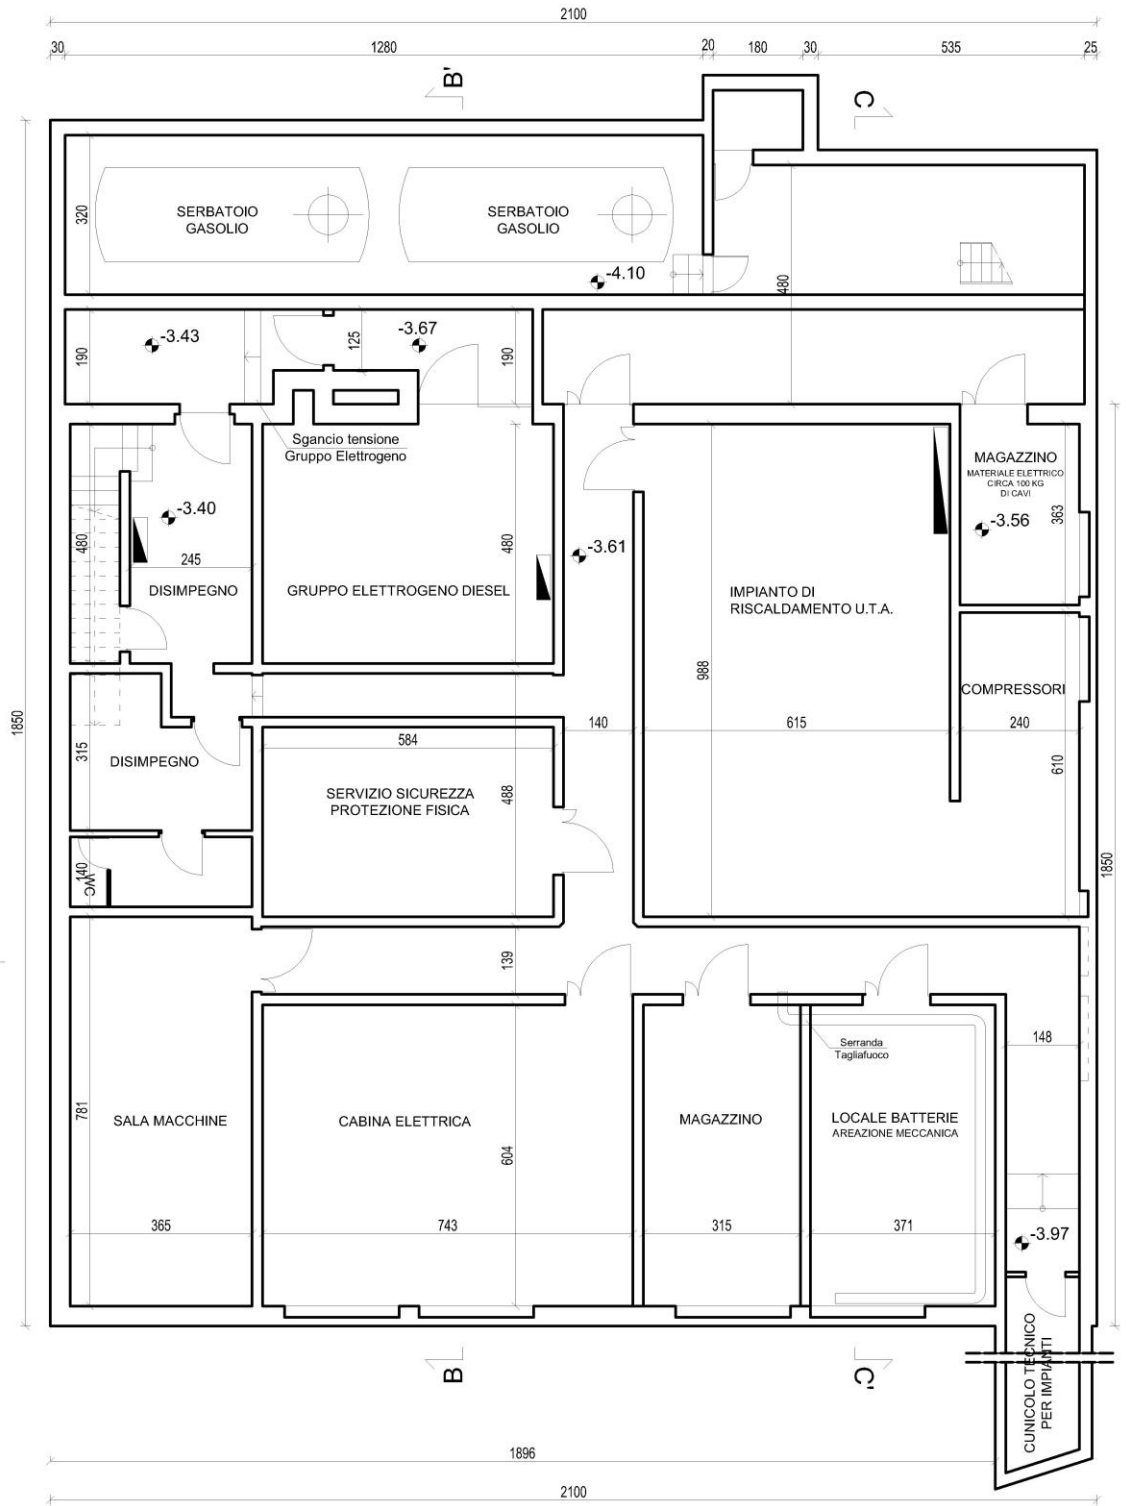 2100
30
1280
20
180
30
535
25
B'
C
320
SERBATOIO
GASOLIO
SERBATOIO
GASOLIO
-4.10
480
190
-3.43
125
-3.67
190
Sgancio tensione
Gruppo Elettrogeno
MAGAZZINO
MATERIALE ELETTRICO
CIRCA 100 KG
DI CAVI
-3.56
363
480
-3.40
245
DISIMPEGNO
480
GRUPPO ELETTROGENO DIESEL
-3.61
IMPIANTO DI
RISCALDAMENTO U.T.A.
988
COMPRESSORI
1850
315
DISIMPEGNO
584
140
615
240
610
SERVIZIO SICUREZZA
PROTEZIONE FISICA
488
140
WC
1850
139
148
Serranda
Tagliafuoco
781
SALA MACCHINE
CABINA ELETTRICA
604
MAGAZZINO
LOCALE BATTERIE
AREAZIONE MECCANICA
365
743
315
371
-3.97
B
C'
CUNICOLO TECNICO
PER IMPIANTI
1896
2100